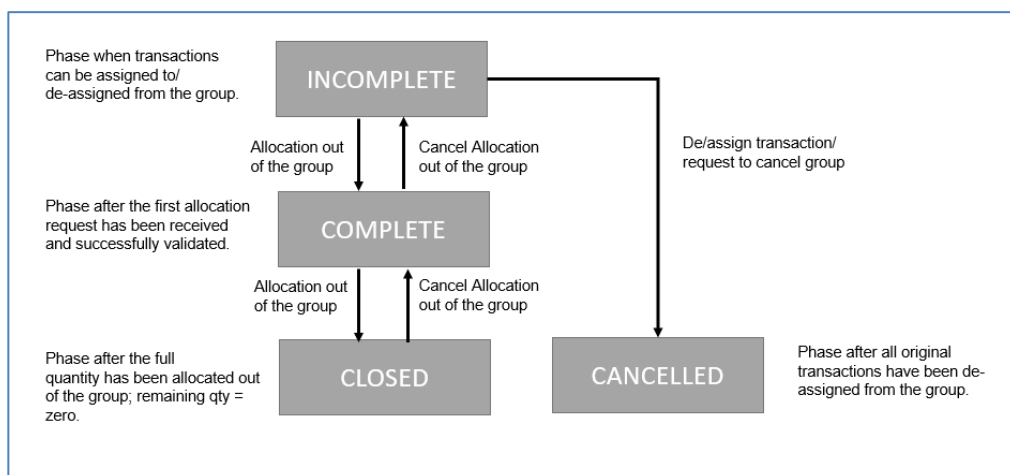 Phase when transactions
can be assigned to/
de-assigned from the group.
INCOMPLETE
Allocation out
of the group
Cancel Allocation
out of the group
De/assign transaction/
request to cancel group
Phase after the first allocation
request has been received
and successfully validated.
COMPLETE
Allocation out
of the group
Cancel Allocation
out of the group
Phase after the full
quantity has been allocated out
of the group; remaining qty =
zero.
CLOSED
CANCELLED
Phase after all original
transactions have been de-
assigned from the group.